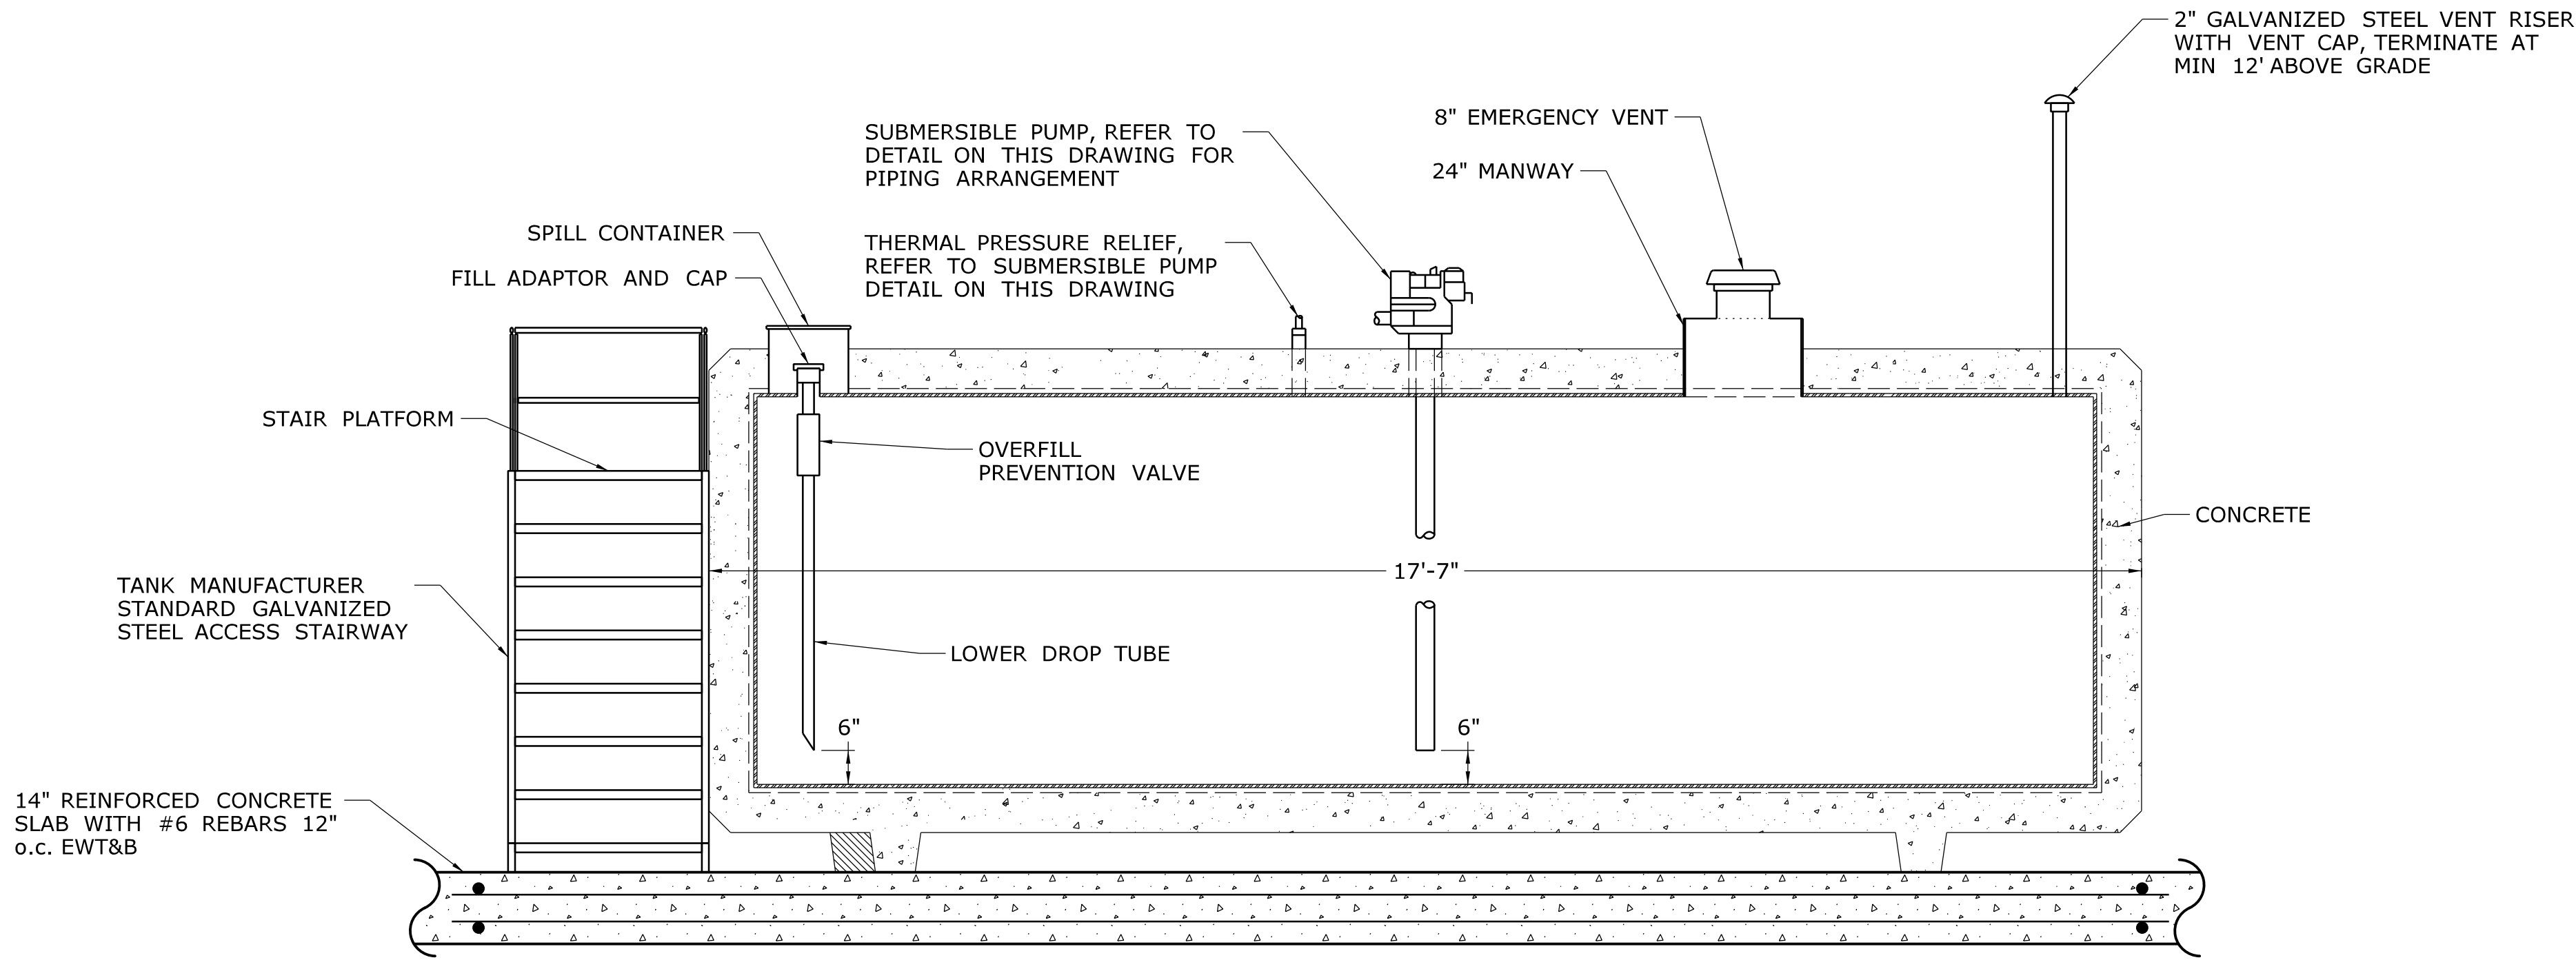 2" GALVANIZED STEEL VENT RISER
WITH VENT CAP, TERMINATE AT
MIN 12' ABOVE GRADE
8" EMERGENCY VENT
24" MANWAY
SUBMERSIBLE PUMP, REFER TO
DETAIL ON THIS DRAWING FOR
PIPING ARRANGEMENT
THERMAL PRESSURE RELIEF,
REFER TO SUBMERSIBLE PUMP
DETAIL ON THIS DRAWING
SPILL CONTAINER
FILL ADAPTOR AND CAP
STAIR PLATFORM
OVERFILL
PREVENTION VALVE
CONCRETE
17'-7"
TANK MANUFACTURER
STANDARD GALVANIZED
STEEL ACCESS STAIRWAY
LOWER DROP TUBE
6"
6"
14" REINFORCED CONCRETE
SLAB WITH #6 REBARS 12"
o.c. EWT&B